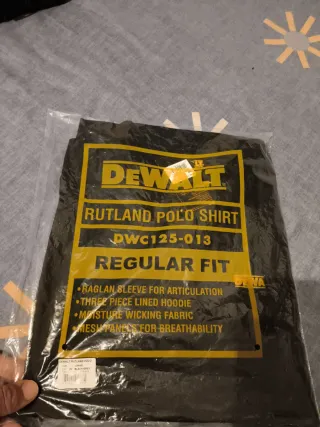 DEWALT
RUTLAND POLO SHIRT
DWC125-013
REGULAR FIT
•RAGLAN SLEEVE FOR ARTICULATION
•THREE PIECE LINED HOODIE
•MOISTURE WICKING FABRIC
•MESH PANELS FOR BREATHABILITY
DEWA